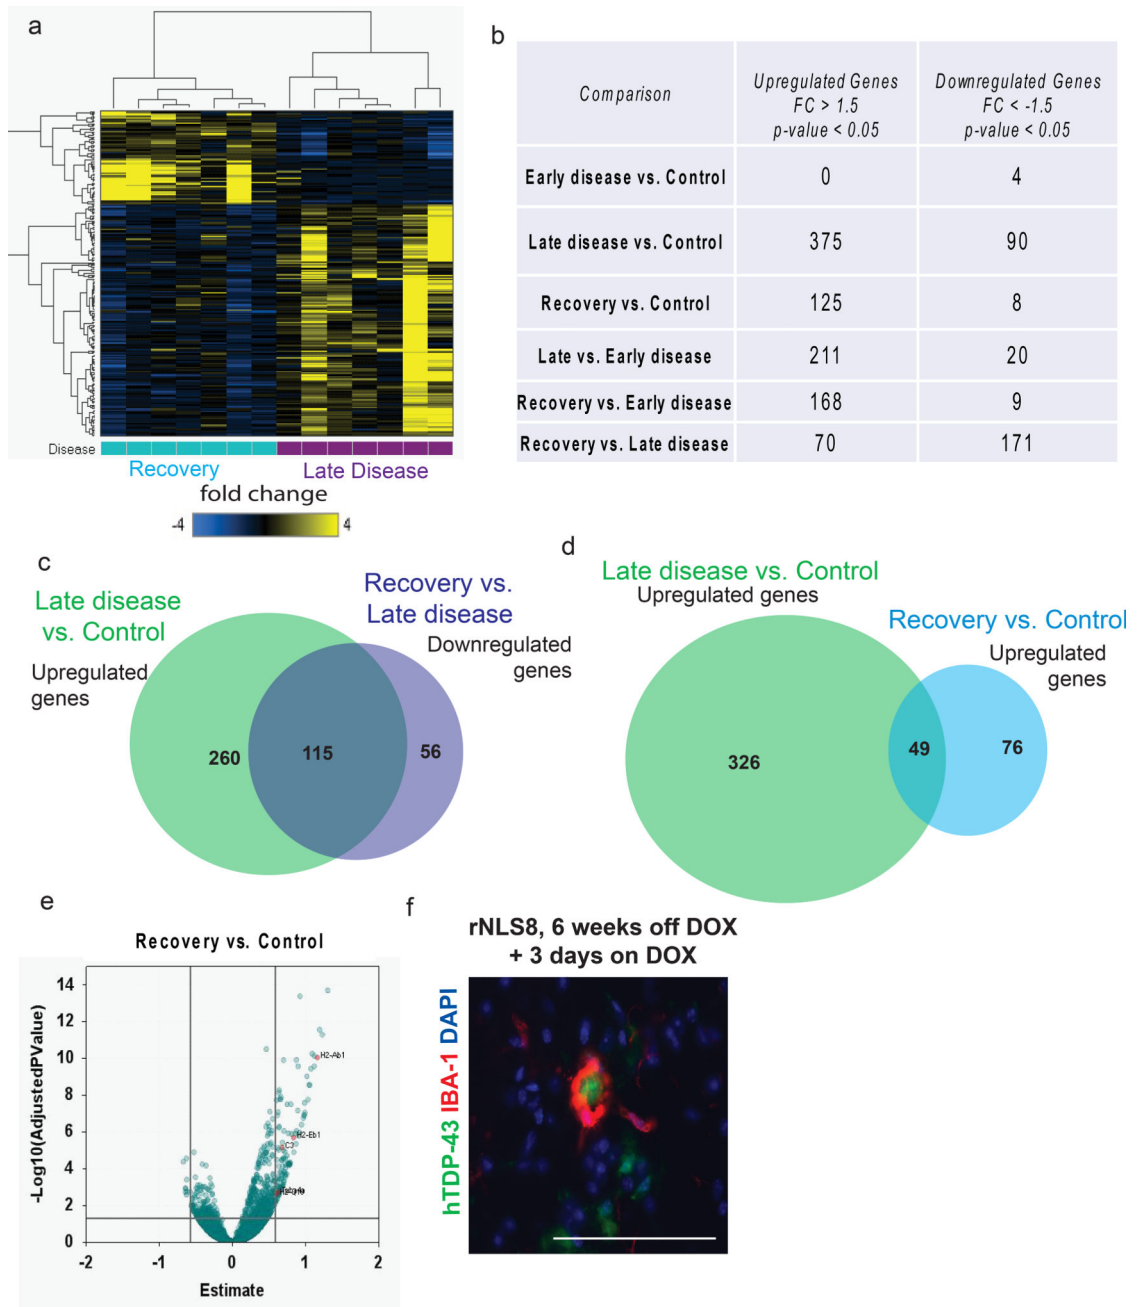 a
Disease
Recovery
Late Disease
fold change
-4
4
b
Comparison
Upregulated Genes
FC > 1.5
p-value < 0.05
Downregulated Genes
FC < -1.5
p-value < 0.05
Early disease vs. Control
0
4
Late disease vs. Control
375
90
Recovery vs. Control
125
8
Late vs. Early disease
211
20
Recovery vs. Early disease
168
9
Recovery vs. Late disease
70
171
c
Late disease
vs. Control
Upregulated
genes
Recovery vs.
Late disease
Downregulated
genes
260
115
56
d
Late disease vs. Control
Upregulated genes
Recovery vs. Control
Upregulated
genes
326
49
76
e
Recovery vs. Control
-Log10(AdjustedPValue)
14
12
10
8
6
4
2
0
H2-Ab1
H2-Eb1
C3
-2
-1
0
1
2
Estimate
f
rNLS8, 6 weeks off DOX
+ 3 days on DOX
hTDP-43 IBA-1 DAPI